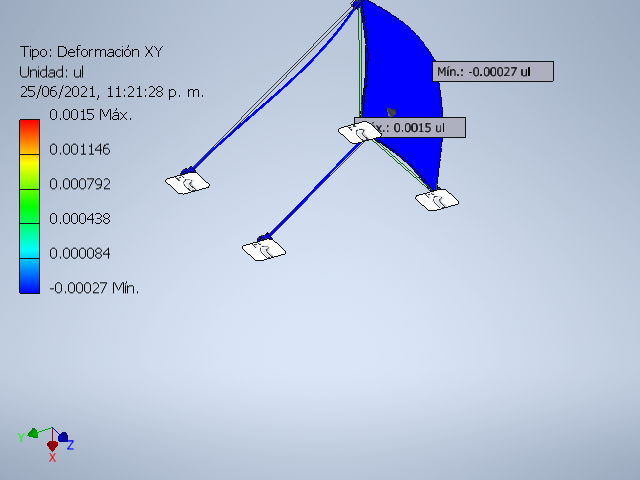 Tipo: Deformación XY
Unidad: ul
25/06/2021, 11:21:28 p. m.
0.0015 Máx.
0.001146
0.000792
0.000438
0.000084
-0.00027 Mín.
Mín.: -0.00027 ul
0.0015 ul
Y
Z
X